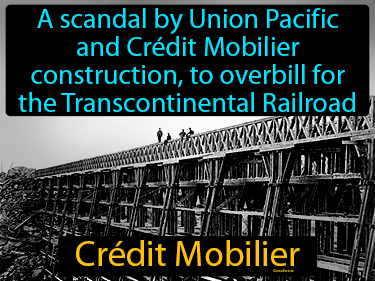 A scandal by Union Pacific
and Crédit Mobilier
construction, to overbill for
the Transcontinental Railroad
Crédit Mobilier